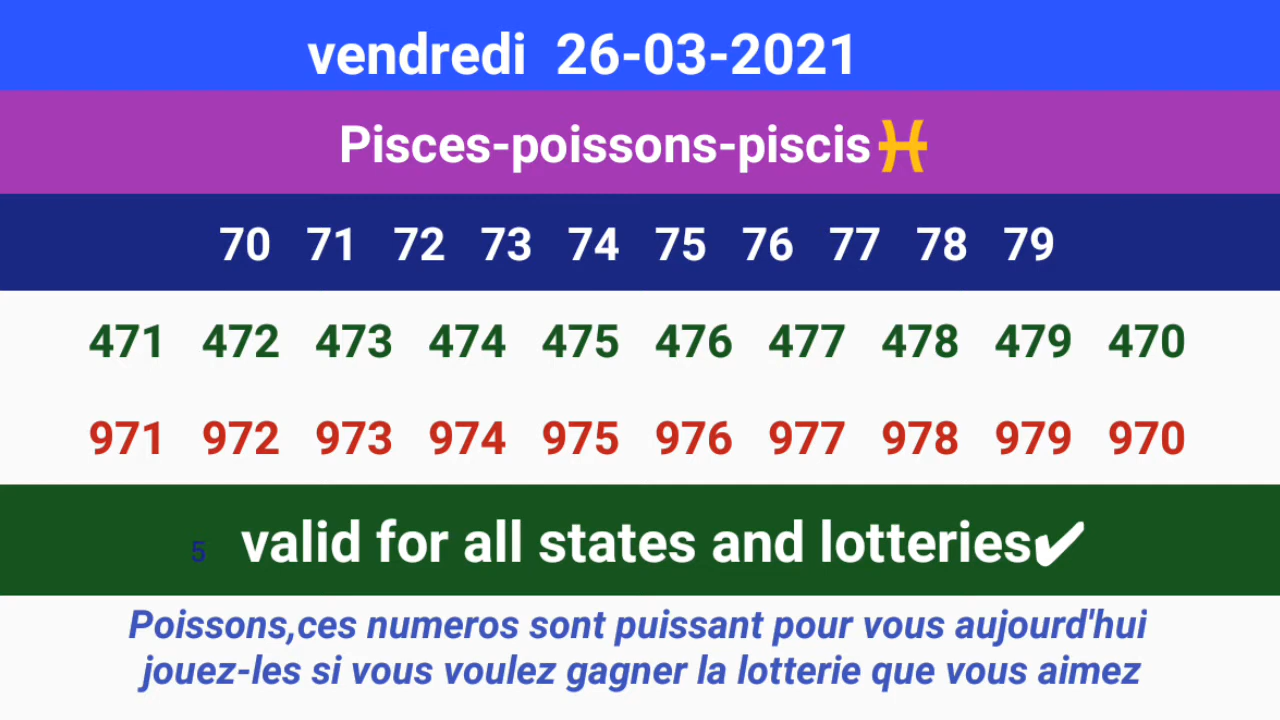 vendredi 26-03-2021
Pisces-poissons-piscis♓
70 71 72 73 74 75 76 77 78 79
471 472 473 474 475 476 477 478 479 470
971 972 973 974 975 976 977 978 979 970
5 valid for all states and lotteries✔
Poissons,ces numeros sont puissant pour vous aujourd'hui
jouez-les si vous voulez gagner la lotterie que vous aimez